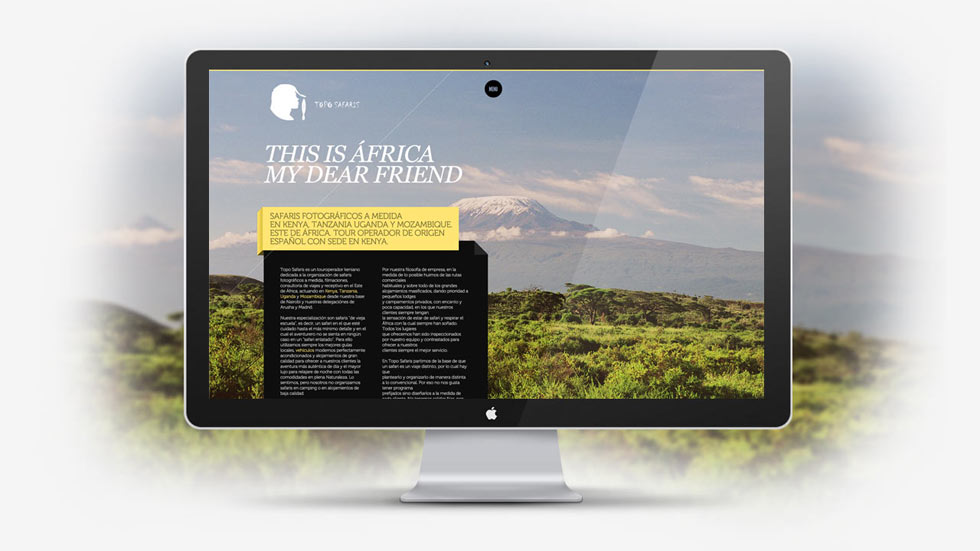 TOPO SAFARIS
MENU
THIS IS ÁFRICA
MY DEAR FRIEND
SAFARIS FOTOGRÁFICOS A MEDIDA
EN KENYA, TANZANIA UGANDA Y MOZAMBIQUE.
ESTE DE ÁFRICA. TOUR OPERADOR DE ORIGEN
ESPAÑOL CON SEDE EN KENYA.
Topo Safaris es un touroperador keniano
dedicada a la organización de safaris
fotográficos a medida, filmaciones,
consultoría de viajes y receptivo en el Este
de África, actuando en Kenya, Tanzania,
Uganda y Mozambique desde nuestra base
de Nairobi y nuestras delegaciones de
Arusha y Madrid.
Nuestra especialización son safaris "de vieja
escuela", es decir, un safari en el que esté
cuidado hasta el más mínimo detalle y en el
cual el aventurero no se sienta en ningún
caso en un "safari enlatado". Para ello
utilizamos siempre los mejores guías
locales, vehículos modernos perfectamente
acondicionados y alojamientos de gran
calidad para ofrecer a nuestros clientes la
aventura más auténtica de día y el mayor
lujo para relajarse de noche con todas las
comodidades en plena Naturaleza. Lo
sentimos, pero nosotros no organizamos
safaris en camping o en alojamientos de
baja calidad.
Por nuestra filosofía de empresa, en la
medida de lo posible huimos de las rutas
comerciales
habituales y sobre todo de los grandes
alojamientos masificados, dando prioridad a
pequeños lodges
y campamentos privados, con encanto y
poca capacidad, en los que nuestros
clientes siempre tengan
la sensación de estar de safari y respirar el
África con la cual siempre han soñado.
Todos los lugares
que ofrecemos han sido inspeccionados
por nuestro equipo y contrastados para
ofrecer a nuestros
clientes siempre el mejor servicio.
En Topo Safaris partimos de la base de que
un safari es un viaje distinto, por lo cual hay
que
plantearlo y organizarlo de manera distinta
a lo convencional. Por eso no nos gusta
tener programa
prefijados sino diseñarlos a la medida de